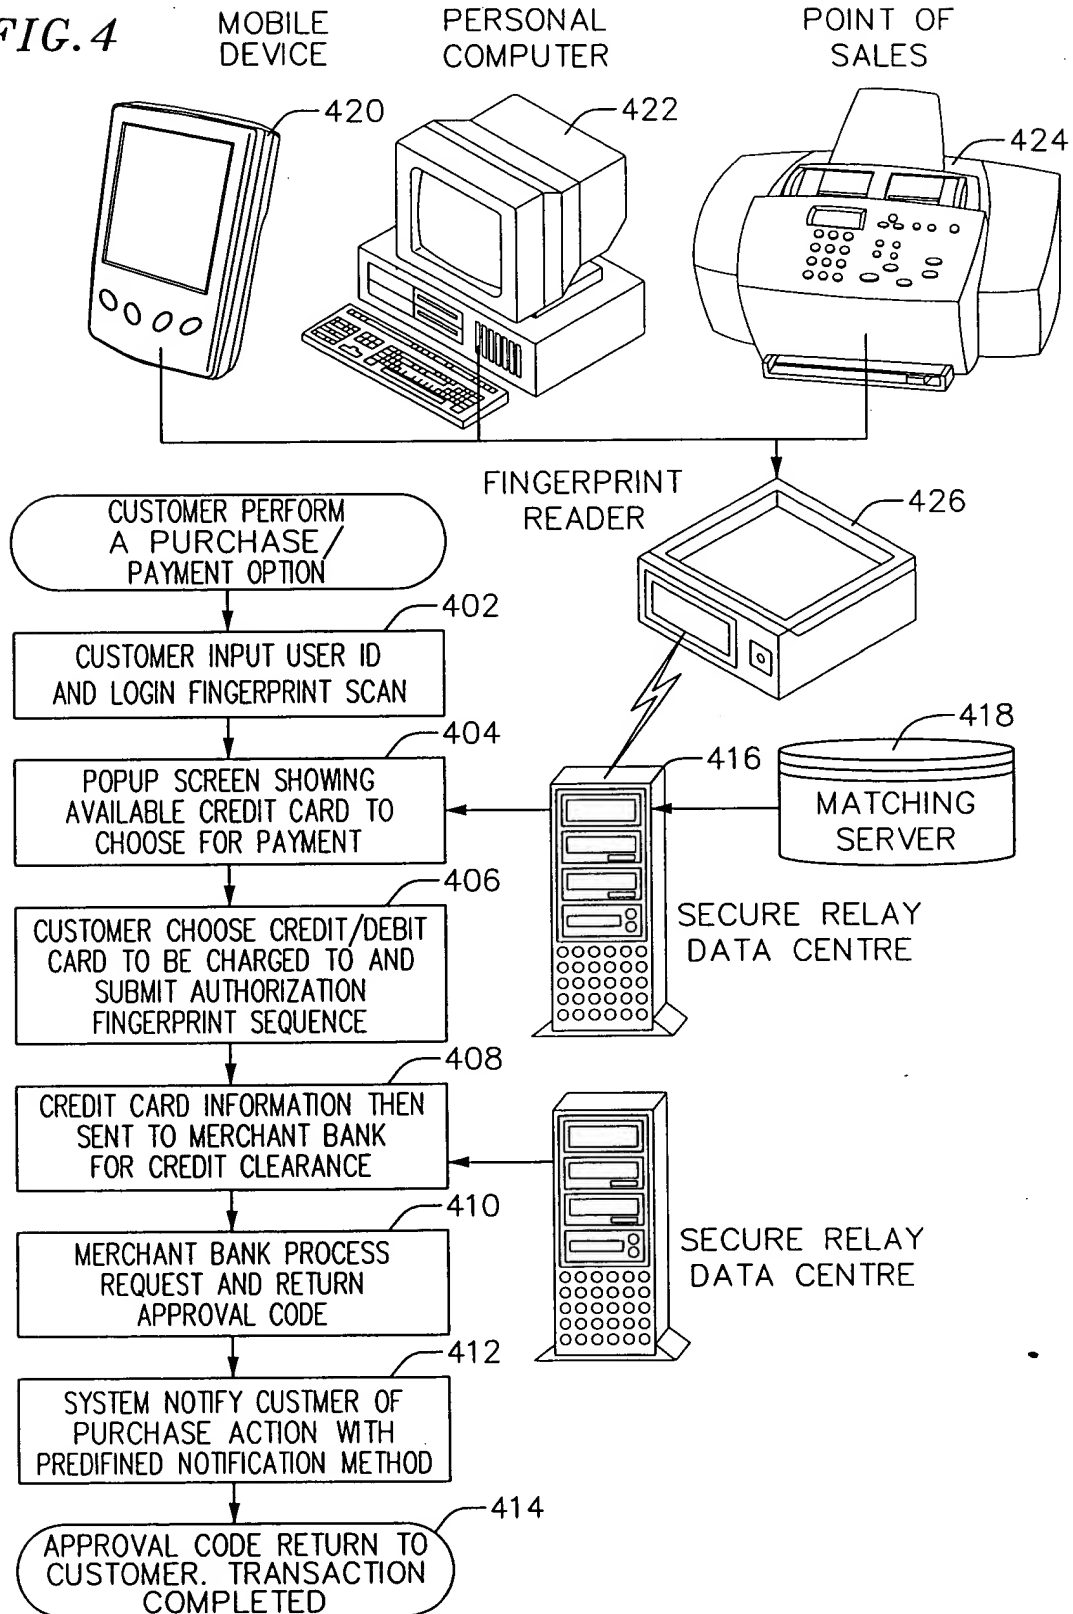 FIG. 4
MOBILE
DEVICE
PERSONAL
COMPUTER
POINT OF
SALES
420
422
424
FINGERPRINT
READER
426
CUSTOMER PERFORM
A PURCHASE/
PAYMENT OPTION
402
CUSTOMER INPUT USER ID
AND LOGIN FINGERPRINT SCAN
404
POPUP SCREEN SHOWING
AVAILABLE CREDIT CARD TO
CHOOSE FOR PAYMENT
416
418
MATCHING
SERVER
SECURE RELAY
DATA CENTRE
406
CUSTOMER CHOOSE CREDIT/DEBIT
CARD TO BE CHARGED TO AND
SUBMIT AUTHORIZATION
FINGERPRINT SEQUENCE
408
CREDIT CARD INFORMATION THEN
SENT TO MERCHANT BANK
FOR CREDIT CLEARANCE
SECURE RELAY
DATA CENTRE
410
MERCHANT BANK PROCESS
REQUEST AND RETURN
APPROVAL CODE
412
SYSTEM NOTIFY CUSTMER OF
PURCHASE ACTION WITH
PREDIFINED NOTIFICATION METHOD
414
APPROVAL CODE RETURN TO
CUSTOMER. TRANSACTION
COMPLETED